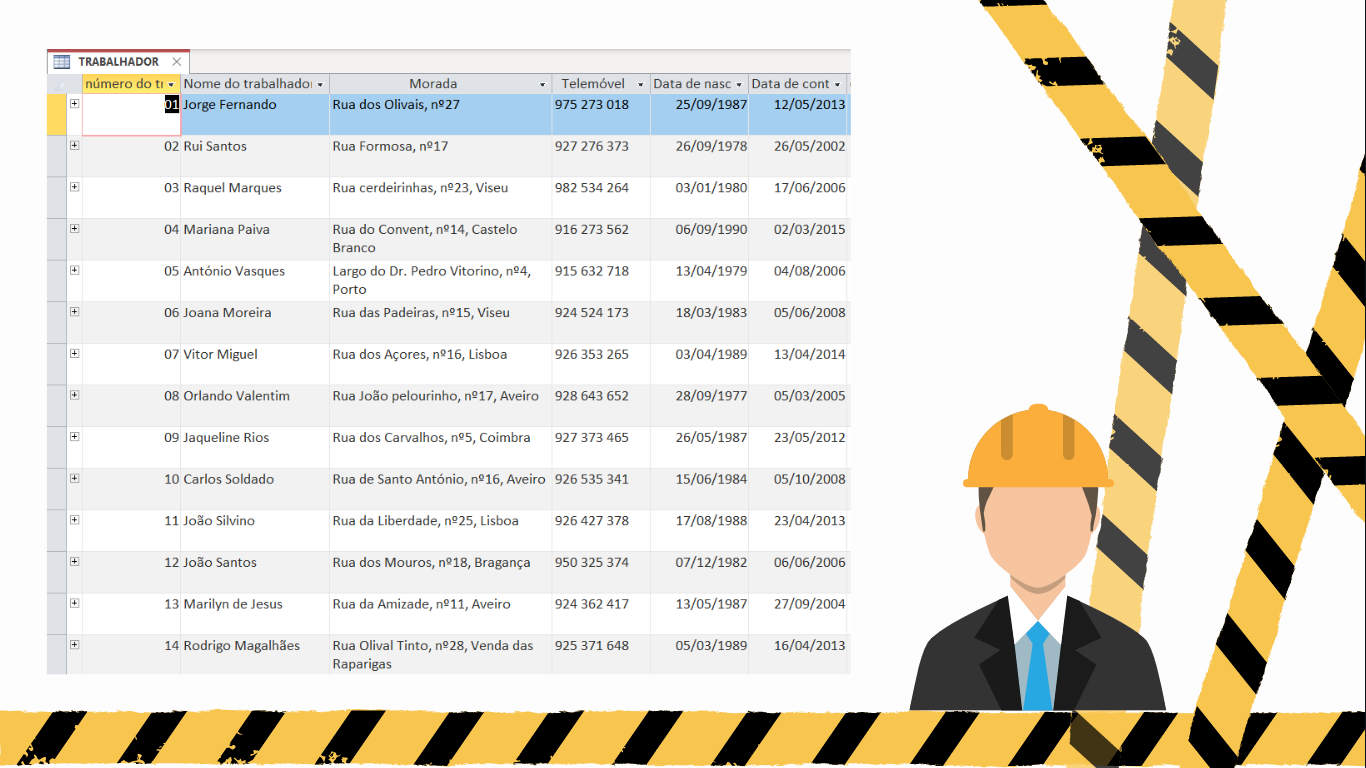 TRABALHADOR
número do tr Nome do trabalhador Morada Telemóvel Data de nasc Data de cont
01 Jorge Fernando Rua dos Olivais, nº27 975 273 018 25/09/1987 12/05/2013
02 Rui Santos Rua Formosa, nº17 927 276 373 26/09/1978 26/05/2002
03 Raquel Marques Rua cerdeirinhas, nº23, Viseu 982 534 264 03/01/1980 17/06/2006
04 Mariana Paiva Rua do Convent, nº14, Castelo 916 273 562 06/09/1990 02/03/2015
Branco
05 António Vasques Largo do Dr. Pedro Vitorino, nº4, 915 632 718 13/04/1979 04/08/2006
Porto
06 Joana Moreira Rua das Padeiras, nº15, Viseu 924 524 173 18/03/1983 05/06/2008
07 Vitor Miguel Rua dos Açores, nº16, Lisboa 926 353 265 03/04/1989 13/04/2014
08 Orlando Valentim Rua João pelourinho, nº17, Aveiro 928 643 652 28/09/1977 05/03/2005
09 Jaqueline Rios Rua dos Carvalhos, nº5, Coimbra 927 373 465 26/05/1987 23/05/2012
10 Carlos Soldado Rua de Santo António, nº16, Aveiro 926 535 341 15/06/1984 05/10/2008
11 João Silvino Rua da Liberdade, nº25, Lisboa 926 427 378 17/08/1988 23/04/2013
12 João Santos Rua dos Mouros, nº18, Bragança 950 325 374 07/12/1982 06/06/2006
13 Marilyn de Jesus Rua da Amizade, nº11, Aveiro 924 362 417 13/05/1987 27/09/2004
14 Rodrigo Magalhães Rua Olival Tinto, nº28, Venda das 925 371 648 05/03/1989 16/04/2013
Raparigas